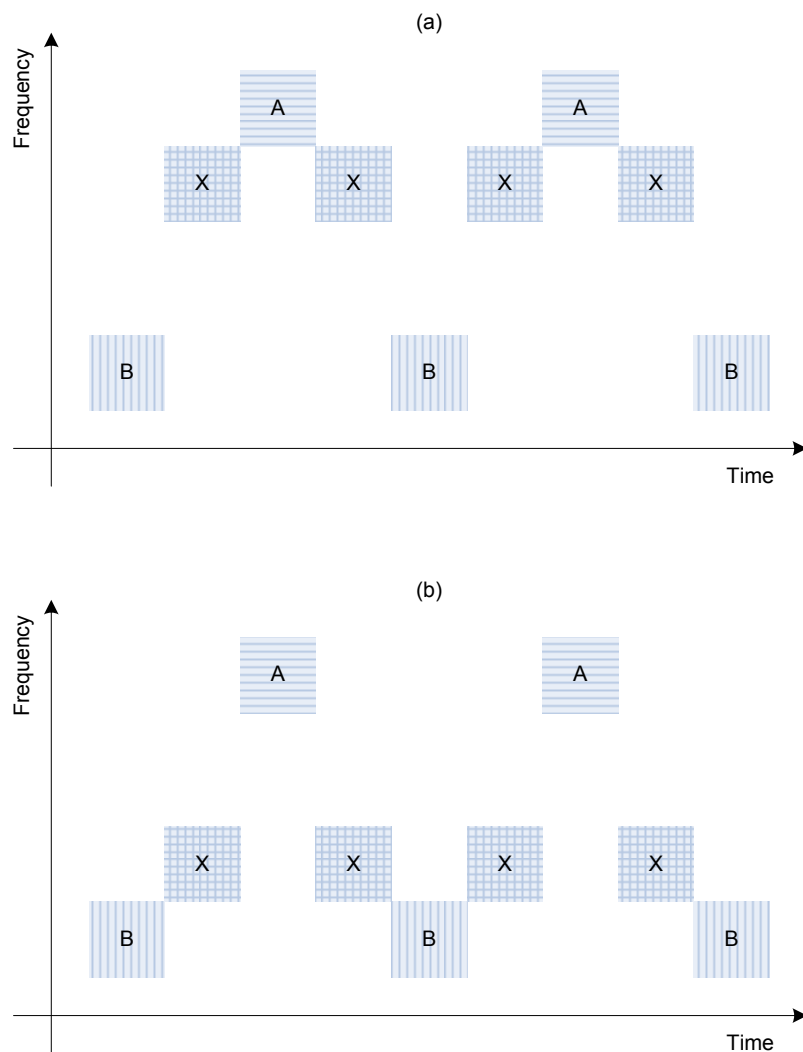 (a)
Frequency
A A
X X X X
B B B
Time
(b)
Frequency
A A
X X X X
B B B
Time